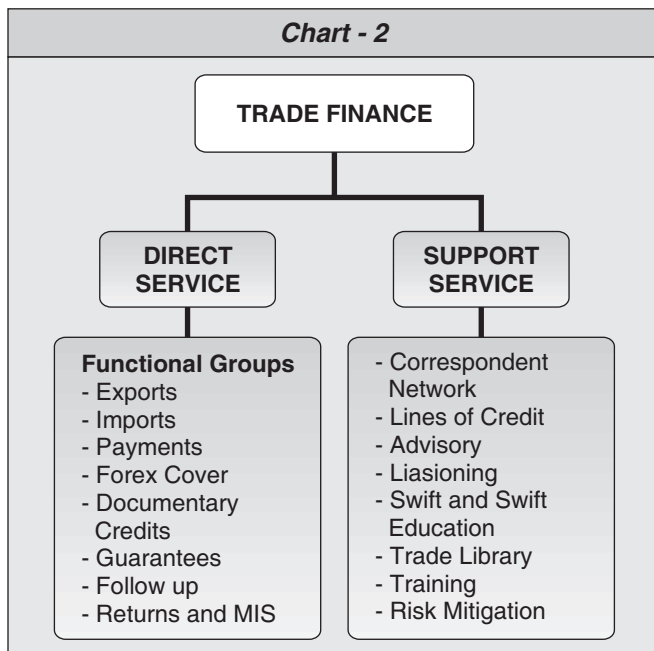 Chart - 2
TRADE FINANCE
DIRECT
SERVICE
Functional Groups
- Exports
- Imports
- Payments
- Forex Cover
- Documentary
Credits
- Guarantees
- Follow up
- Returns and MIS
SUPPORT
SERVICE
- Correspondent
Network
- Lines of Credit
- Advisory
- Liasioning
- Swift and Swift
Education
- Trade Library
- Training
- Risk Mitigation